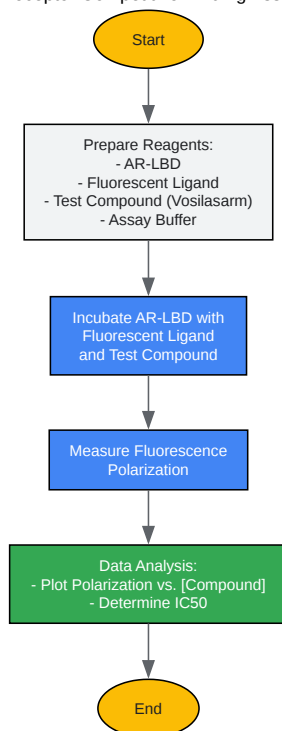 Start
Prepare Reagents:
- AR-LBD
- Fluorescent Ligand
- Test Compound (Vosilasarm)
- Assay Buffer
Incubate AR-LBD with
Fluorescent Ligand
and Test Compound
Measure Fluorescence
Polarization
Data Analysis:
- Plot Polarization vs. [Compound]
- Determine IC50
End